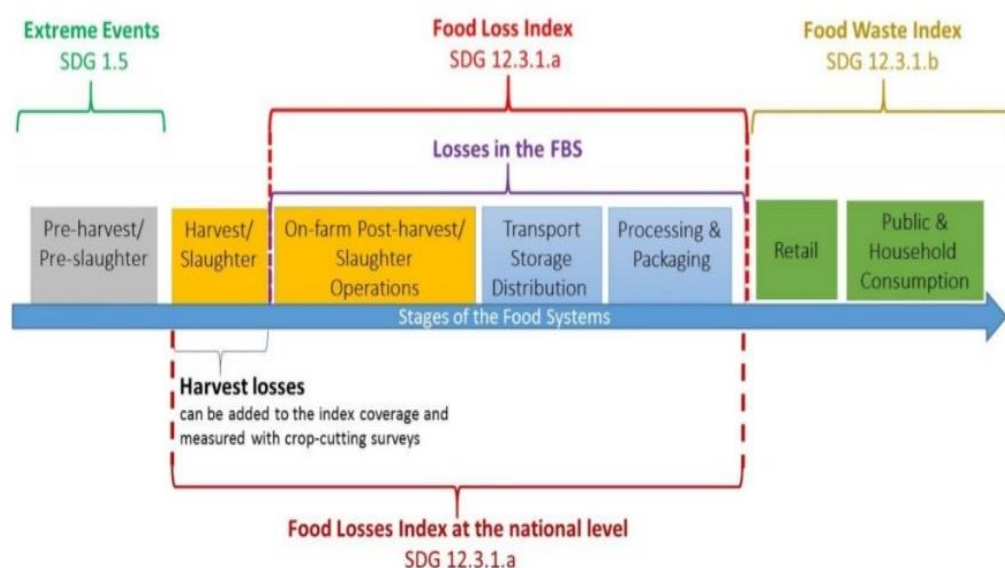 Extreme Events
SDG 1.5
Food Loss Index
SDG 12.3.1.a
Food Waste Index
SDG 12.3.1.b
Losses in the FBS
Pre-harvest/
Pre-slaughter
Harvest/
Slaughter
On-farm Post-harvest/
Slaughter
Operations
Transport
Storage
Distribution
Processing &
Packaging
Retail
Public &
Household
Consumption
Stages of the Food Systems
Harvest losses
can be added to the index coverage and
measured with crop-cutting surveys
Food Losses Index at the national level
SDG 12.3.1.a